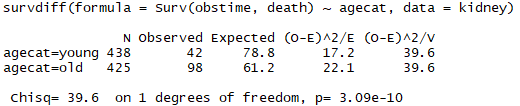 survdiff(formula = Surv(obstime, death) ~ agecat, data = kidney)
N Observed Expected (O-E)^2/E (O-E)^2/V
agecat=young 438 42 78.8 17.2 39.6
agecat=old 425 98 61.2 22.1 39.6
Chisq= 39.6 on 1 degrees of freedom, p= 3.09e-10